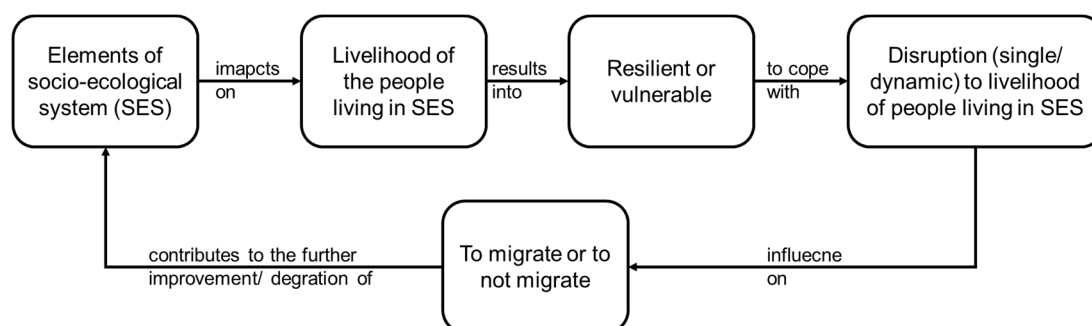 Elements of
socio-ecological
system (SES)
imapcts
on
Livelihood of
the people
living in SES
results
into
Resilient or
vulnerable
to cope
with
Disruption (single/
dynamic) to livelihood
of people living in SES
influecne
on
To migrate or to
not migrate
contributes to the further
improvement/ degration of